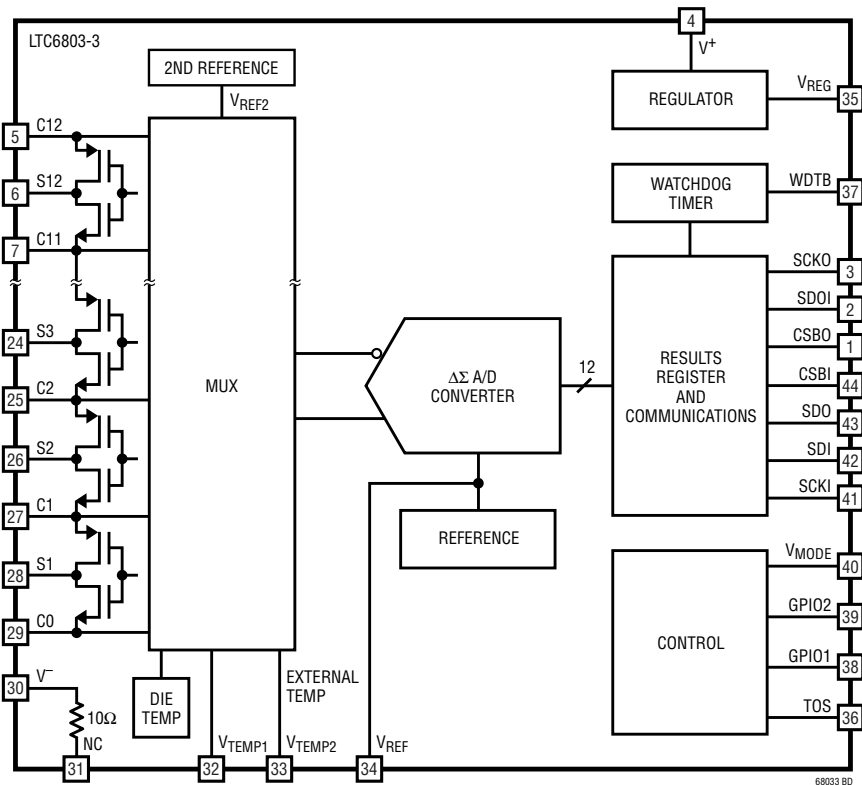 LTC6803-3
4
V+
2ND REFERENCE
VREF2
REGULATOR
VREG
35
5
C12
6
S12
7
C11
WATCHDOG
TIMER
WDTB
37
SCKO
3
SDOI
2
CSBO
1
CSBI
44
SDO
43
SDI
42
SCKI
41
RESULTS
REGISTER
AND
COMMUNICATIONS
24
S3
25
C2
26
S2
27
C1
28
S1
29
C0
MUX
ΔΣ A/D
CONVERTER
12
REFERENCE
CONTROL
VMODE
40
GPIO2
39
GPIO1
38
TOS
36
30
V−
10Ω
NC
31
DIE
TEMP
EXTERNAL
TEMP
VTEMP1
32
VTEMP2
33
VREF
34
68033 BD